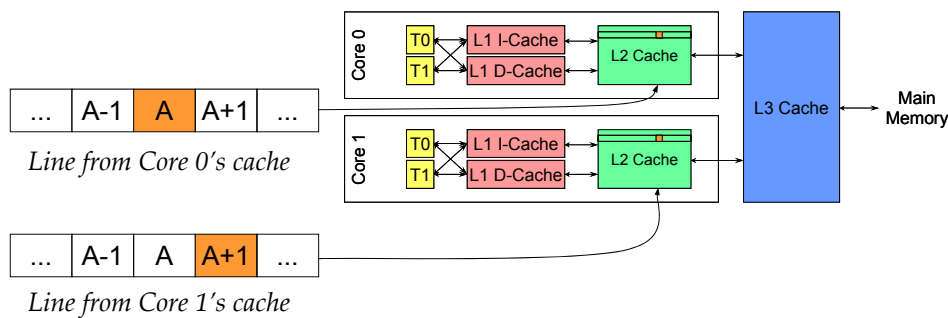 Core 0
T0
T1
L1 I-Cache
L1 D-Cache
L2 Cache
... A-1 A A+1 ...
Line from Core 0's cache
Core 1
T0
T1
L1 I-Cache
L1 D-Cache
L2 Cache
L3 Cache
Main
Memory
... A-1 A A+1 ...
Line from Core 1's cache